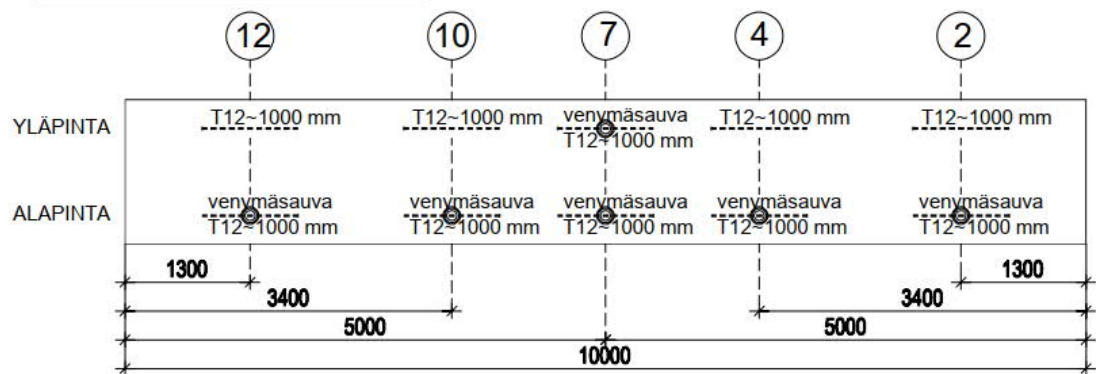 12 10 7 4 2
YLÄPINTA T12~1000 mm T12~1000 mm venymäsauva T12~1000 mm T12~1000 mm
T12~1000 mm
ALAPINTA venymäsauva venymäsauva venymäsauva venymäsauva venymäsauva
T12~1000 mm T12~1000 mm T12~1000 mm T12~1000 mm T12~1000 mm
1300 1300
3400 3400
5000 5000
10000